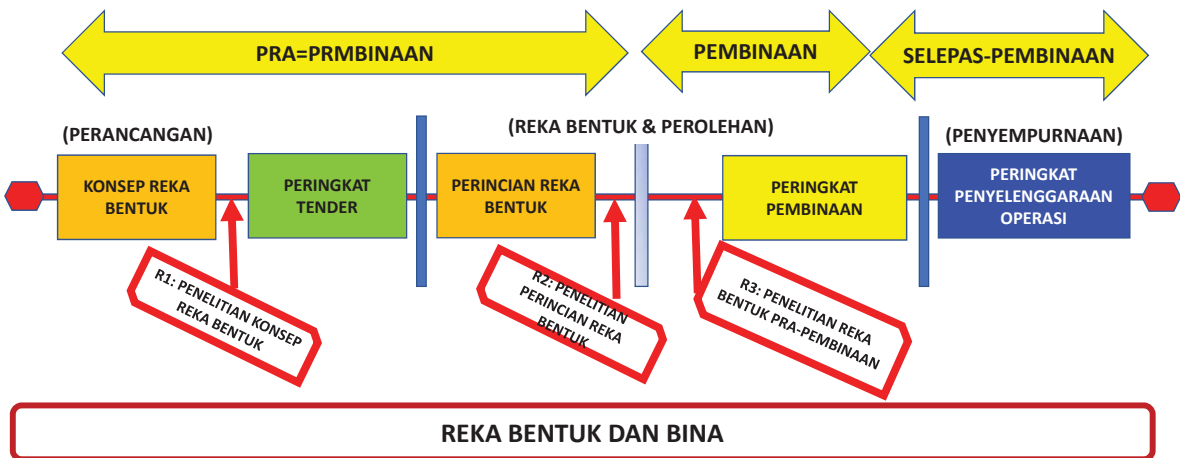 PRA=PRMBINAAN
PEMBINAAN
SELEPAS-PEMBINAAN
(PERANCANGAN)
(REKA BENTUK & PEROLEHAN)
(PENYEMPURNAAN)
KONSEP REKA
BENTUK
PERINGKAT
TENDER
PERINCIAN REKA
BENTUK
PERINGKAT
PEMBINAAN
PERINGKAT
PENYELENGGARAAN
OPERASI
R1: PENELITIAN KONSEP
REKA BENTUK
R2: PENELITIAN
PERINCIAN REKA
BENTUK
R3: PENELITIAN REKA
BENTUK PRA-PEMBINAAN
REKA BENTUK DAN BINA